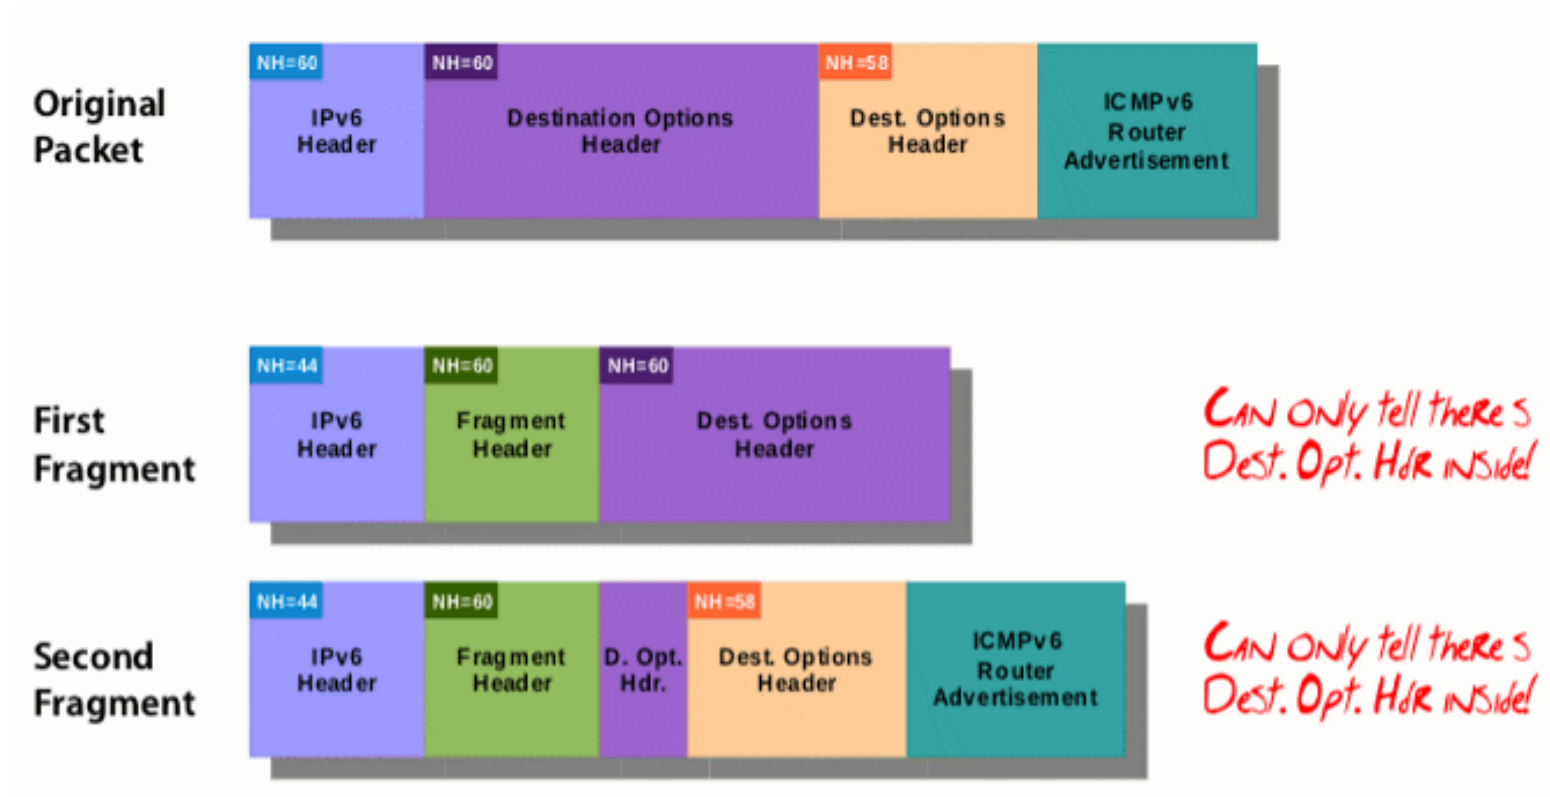 Original
Packet
NH=60
IPv6
Header
NH=60
Destination Options
Header
NH=58
Dest. Options
Header
ICMPv6
Router
Advertisement
First
Fragment
NH=44
IPv6
Header
NH=60
Fragment
Header
NH=60
Dest. Options
Header
CAN ONly tell theRe s
Dest. Opt. HdR iNSide!
Second
Fragment
NH=44
IPv6
Header
NH=60
Fragment
Header
D. Opt.
Hdr.
NH=58
Dest. Options
Header
ICMPv6
Router
Advertisement
CAN ONly tell theRe s
Dest. Opt. HdR iNSide!